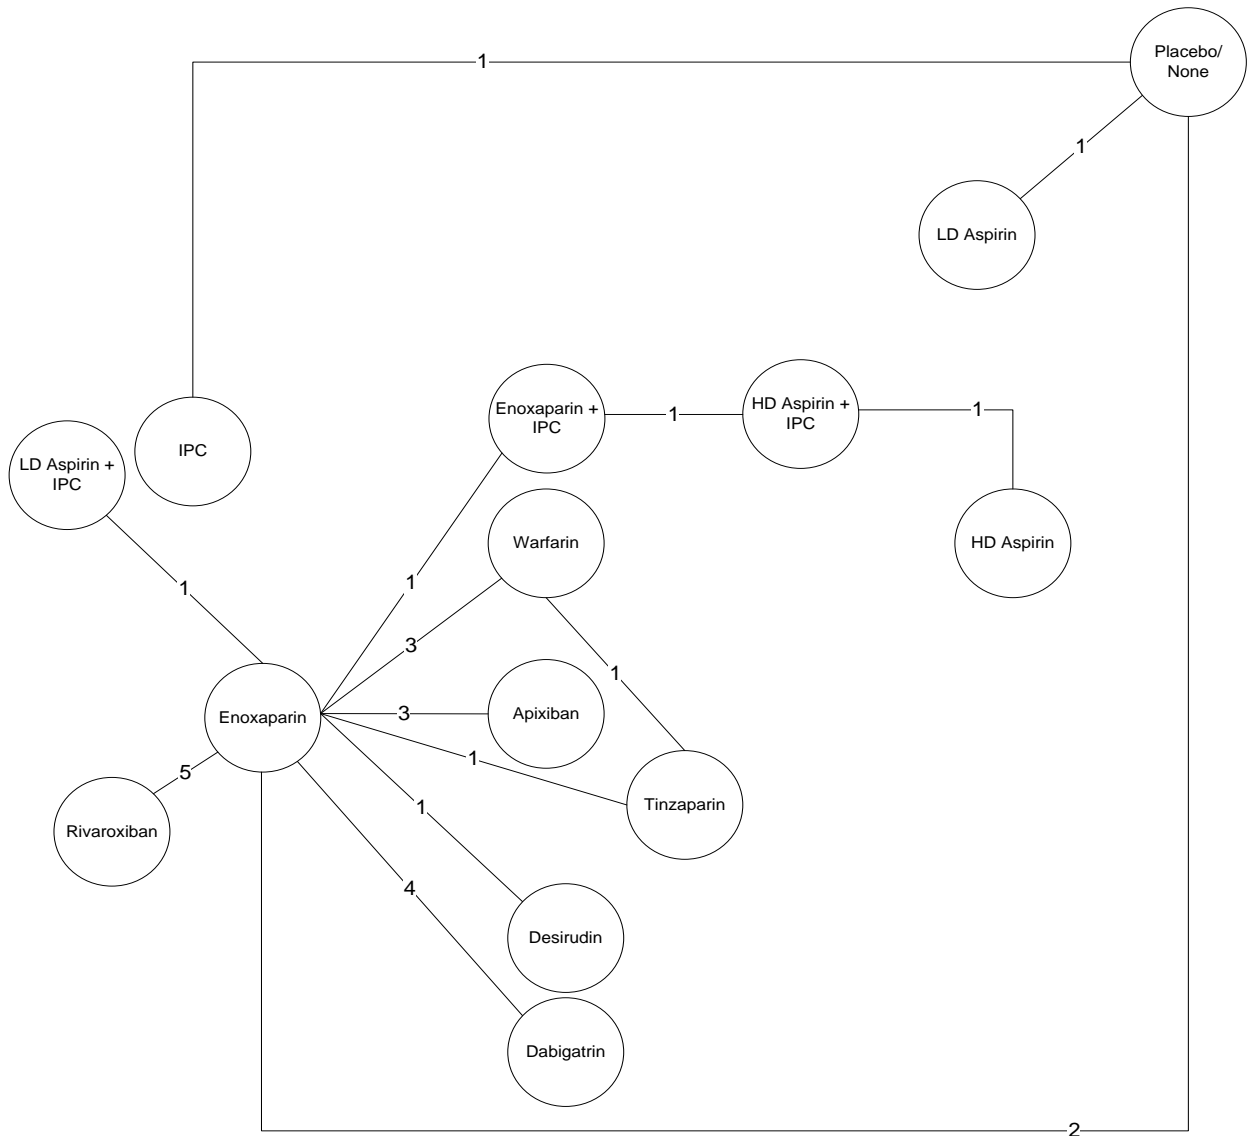 1
Placebo/
None
1
LD Aspirin
LD Aspirin +
IPC
IPC
Enoxaparin +
IPC
1
HD Aspirin +
IPC
1
HD Aspirin
Warfarin
1
1
3
1
Enoxaparin
3
Apixiban
1
5
Rivaroxiban
Tinzaparin
1
4
Desirudin
Dabigatrin
2